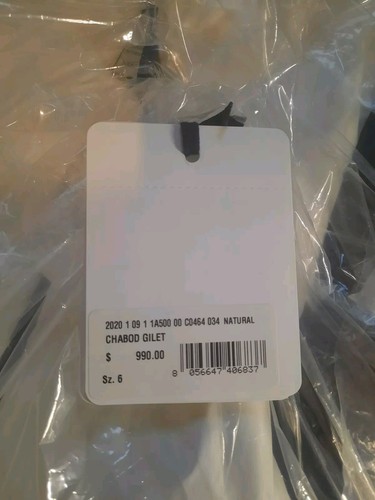 2020 1 09 1 1A500 00 C0464 034 NATURAL
CHABOD GILET
$ 990.00
Sz. 6
8 056647 406837